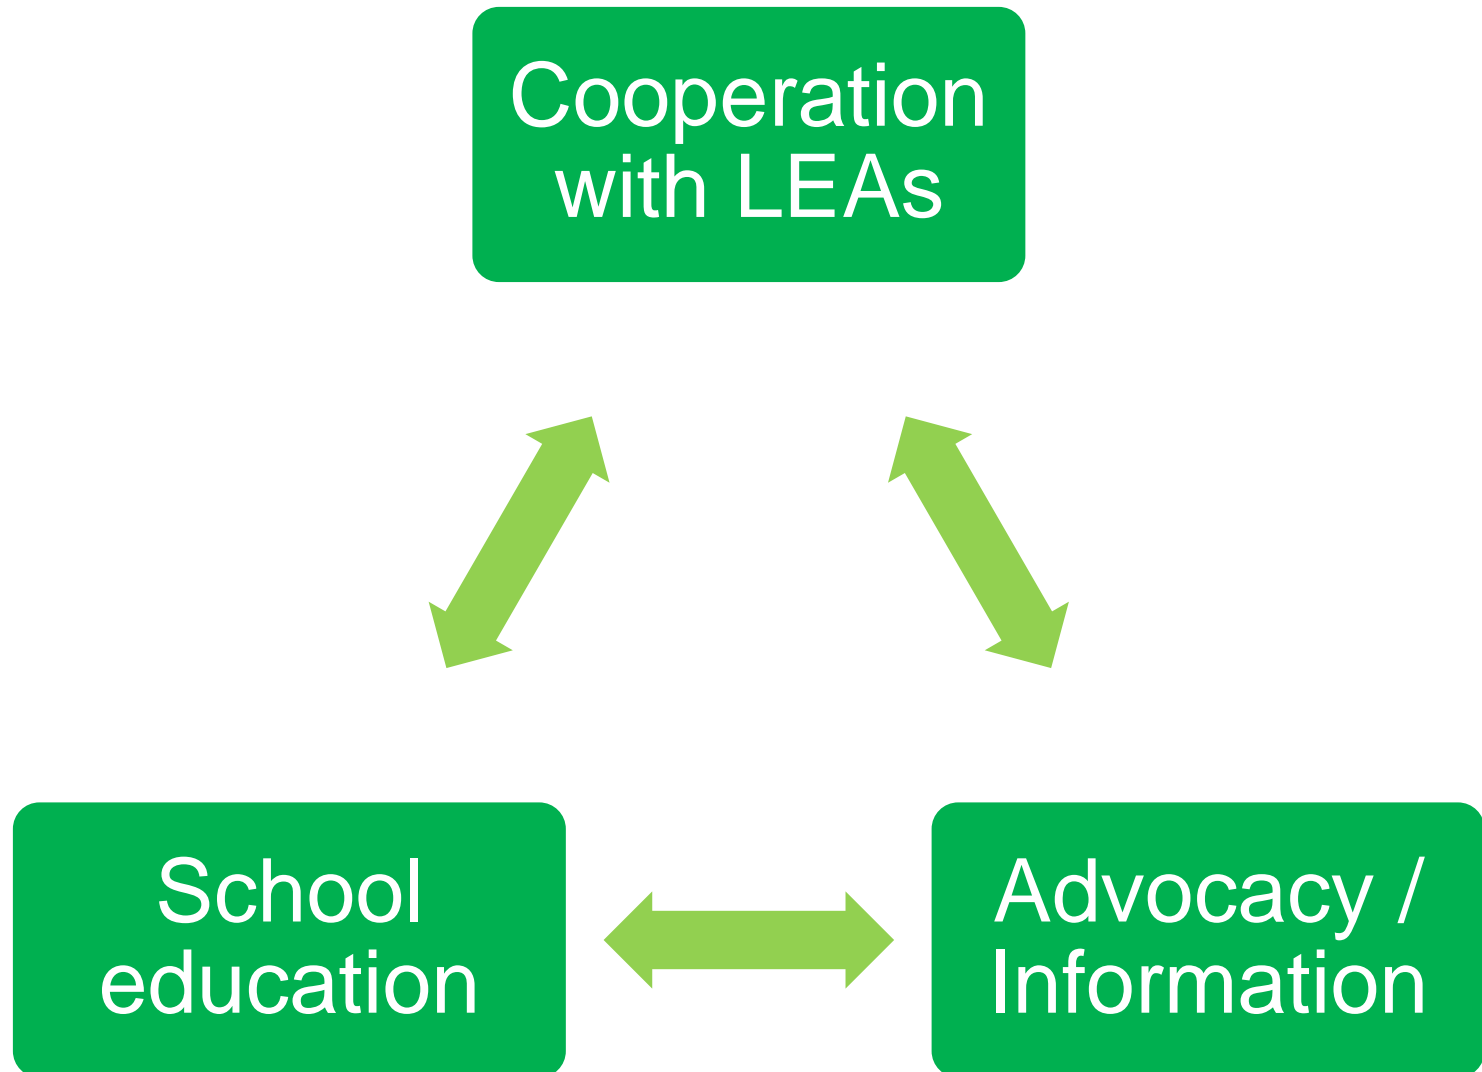 Cooperation
with LEAs
School
education
Advocacy /
Information